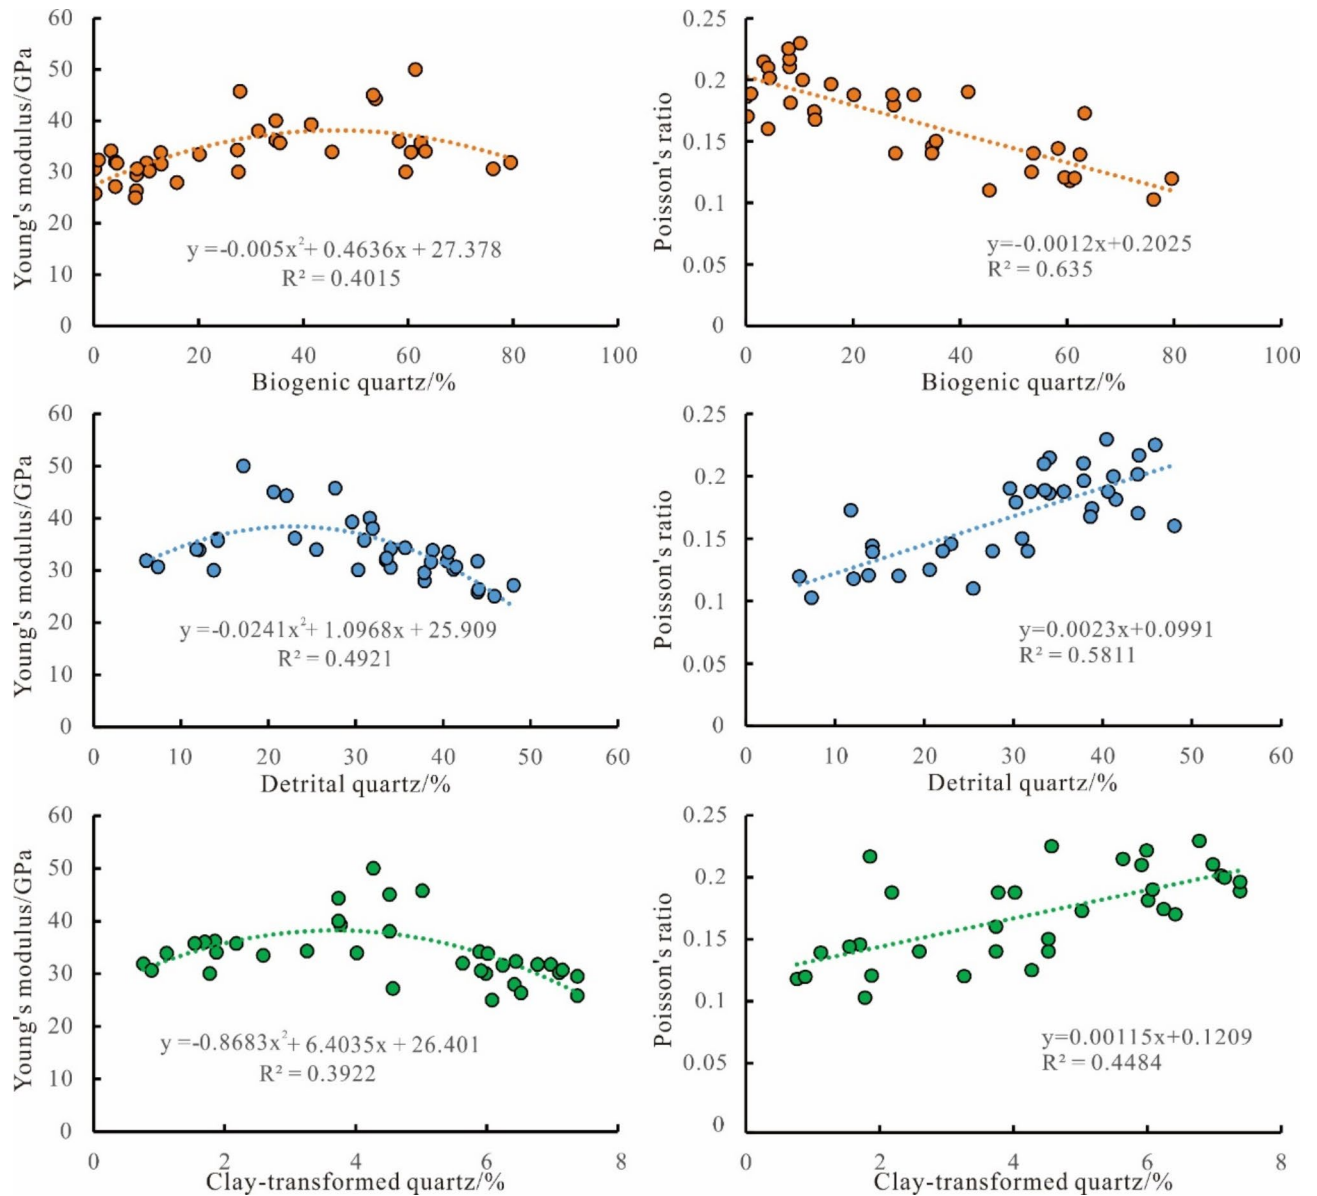 Young's modulus/GPa
60
50
40
30
20
10
0
y =-0.005x²+ 0.4636x + 27.378
R² = 0.4015
0 20 40 60 80 100
Biogenic quartz/%
Poisson's ratio
0.25
0.2
0.15
0.1
0.05
0
y=-0.0012x+0.2025
R² = 0.635
0 20 40 60 80 100
Biogenic quartz/%
Young's modulus/GPa
60
50
40
30
20
10
0
y =-0.0241x²+ 1.0968x + 25.909
R² = 0.4921
0 10 20 30 40 50 60
Detrital quartz/%
Poisson's ratio
0.25
0.2
0.15
0.1
0.05
0
y=0.0023x+0.0991
R² = 0.5811
0 10 20 30 40 50 60
Detrital quartz/%
Young's modulus/GPa
60
50
40
30
20
10
0
y =-0.8683x²+ 6.4035x + 26.401
R² = 0.3922
0 2 4 6 8
Clay-transformed quartz/%
Poisson's ratio
0.25
0.2
0.15
0.1
0.05
0
y=0.00115x+0.1209
R² = 0.4484
0 2 4 6 8
Clay-transformed quartz/%